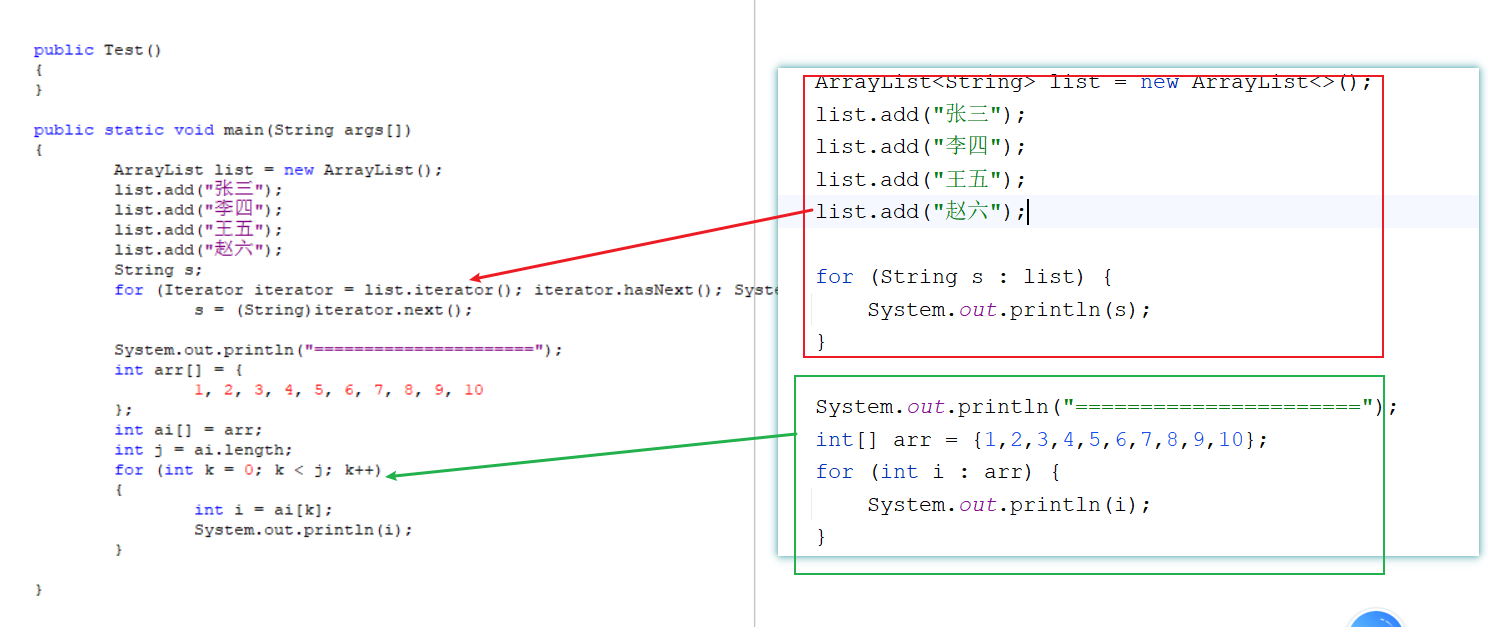 public Test()
{
}
public static void main(String args[])
{
ArrayList list = new ArrayList();
list.add("张三");
list.add("李四");
list.add("王五");
list.add("赵六");
String s;
for (Iterator iterator = list.iterator(); iterator.hasNext(); Syst
s = (String)iterator.next();
System.out.println("======================");
int arr[] = {
1, 2, 3, 4, 5, 6, 7, 8, 9, 10
};
int ai[] = arr;
int j = ai.length;
for (int k = 0; k < j; k++)
{
int i = ai[k];
System.out.println(i);
}
}
ArrayList<String> list = new ArrayList<>();
list.add("张三");
list.add("李四");
list.add("王五");
list.add("赵六");
for (String s : list) {
System.out.println(s);
}
System.out.println("======================");
int[] arr = {1,2,3,4,5,6,7,8,9,10};
for (int i : arr) {
System.out.println(i);
}